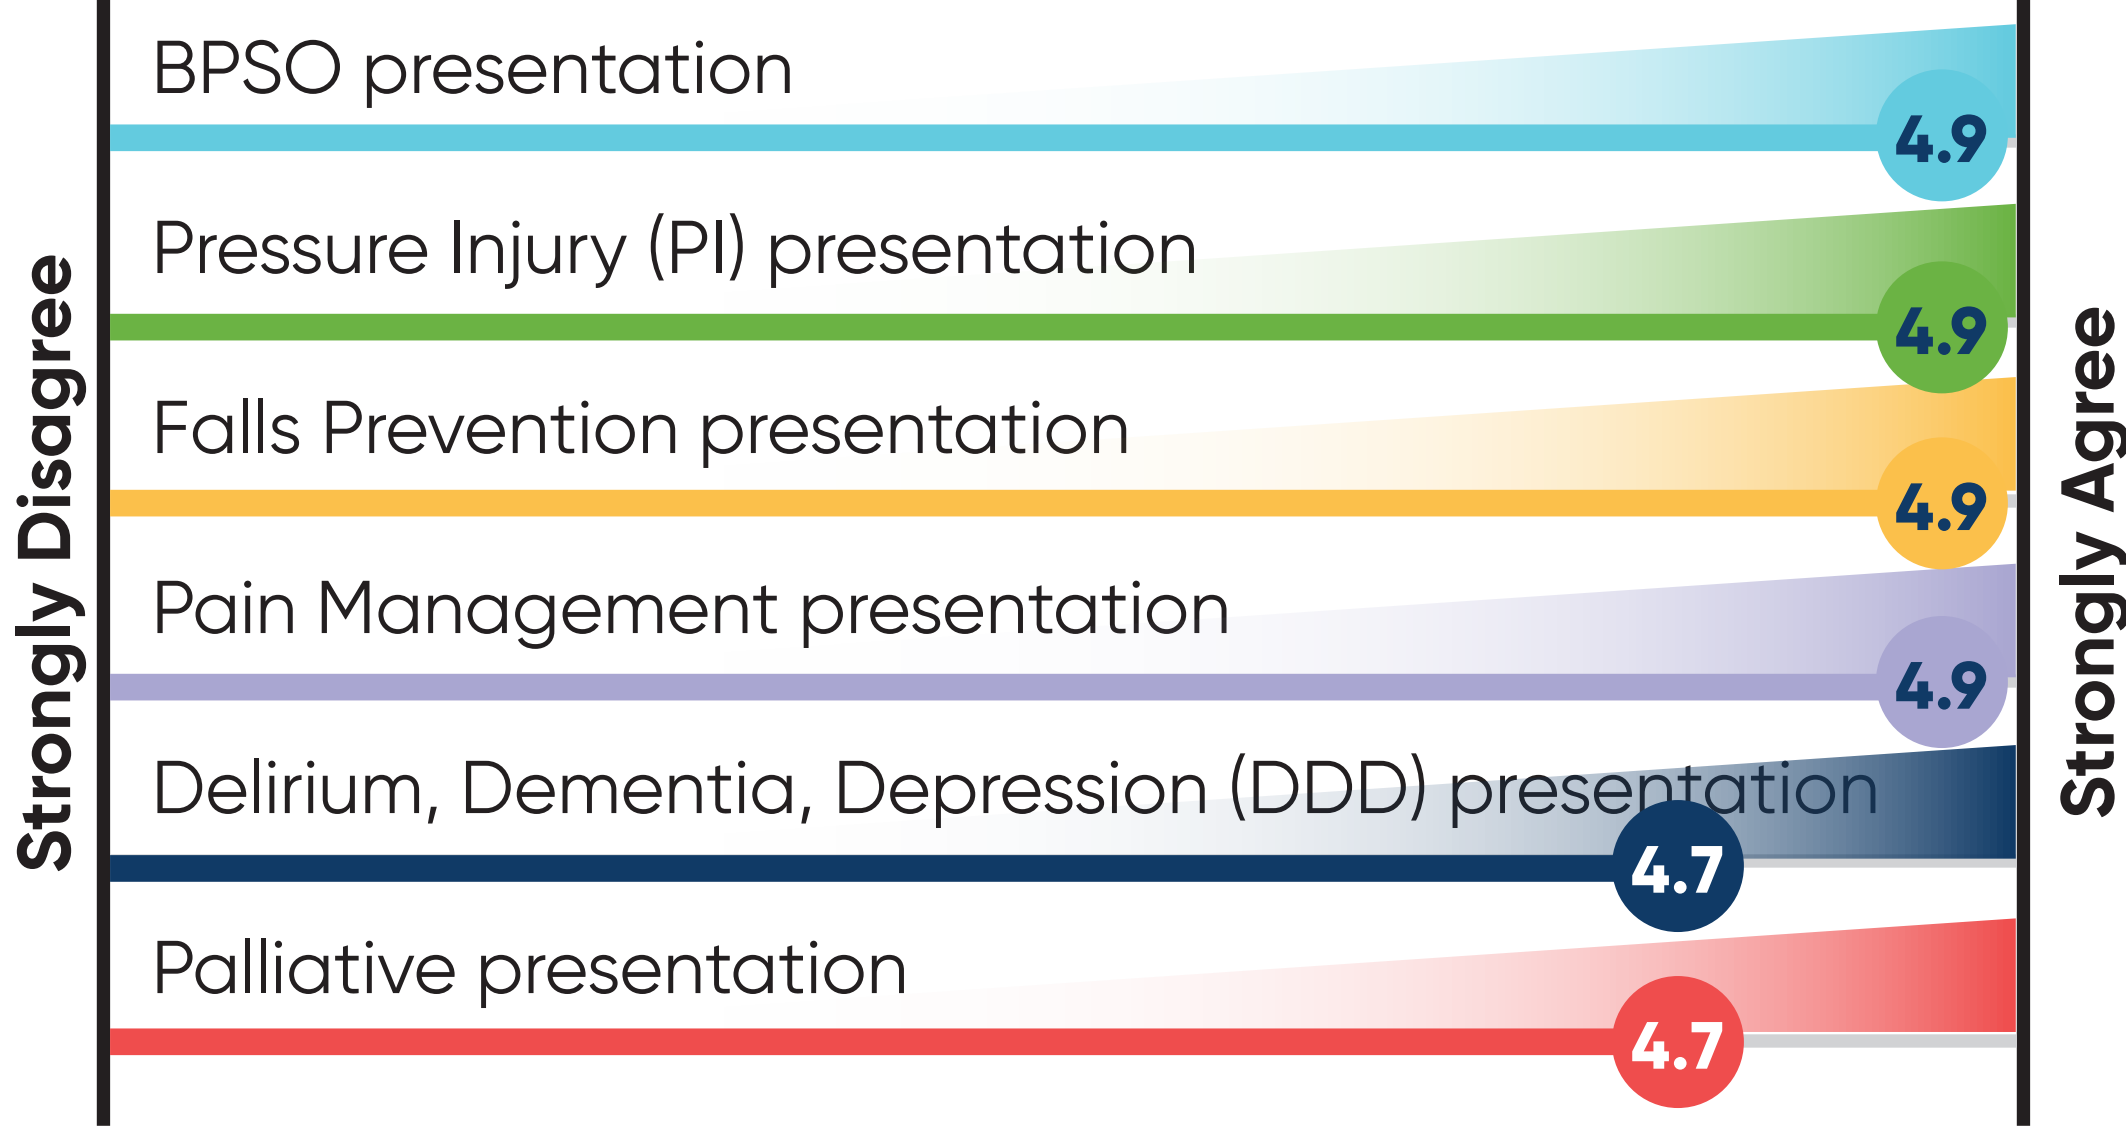 Strongly Disagree
BPSO presentation
4.9
Pressure Injury (PI) presentation
4.9
Falls Prevention presentation
4.9
Pain Management presentation
4.9
Delirium, Dementia, Depression (DDD) presentation
4.7
Palliative presentation
4.7
Strongly Agree